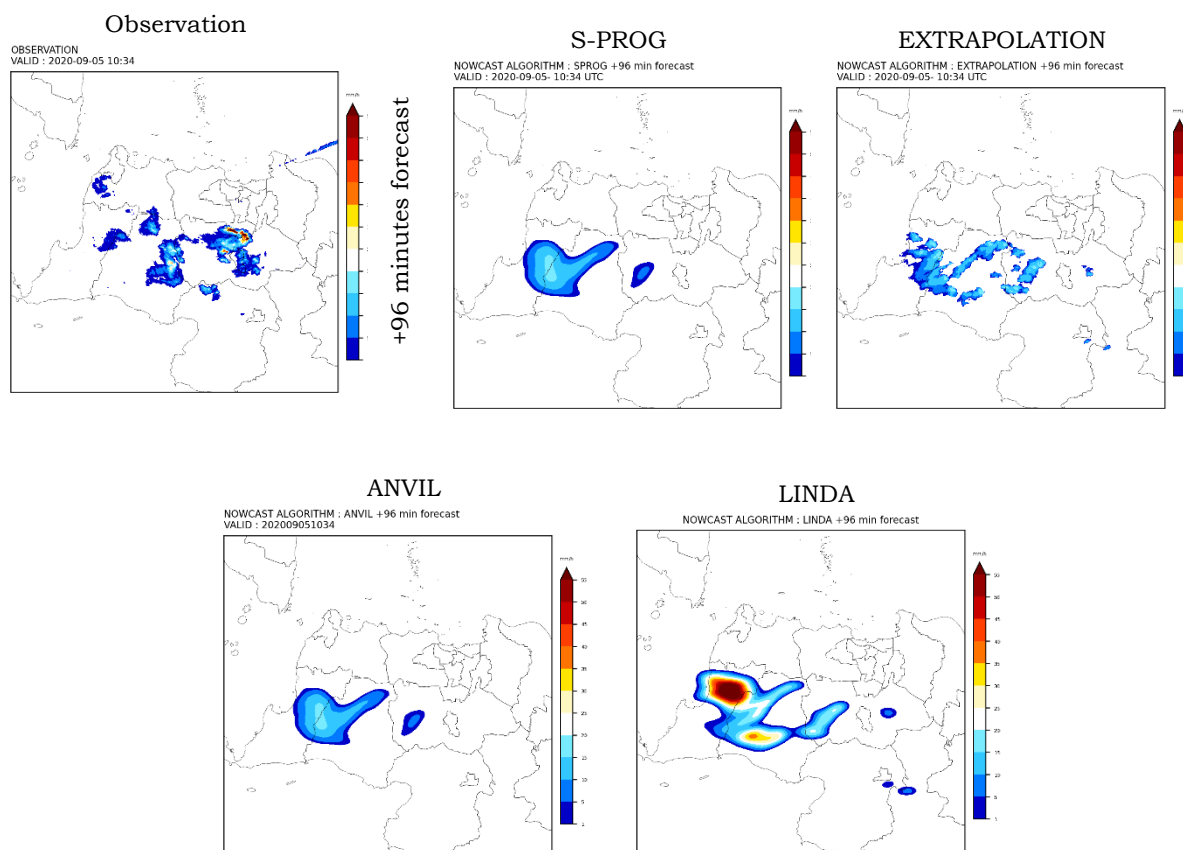 Observation
OBSERVATION
VALID : 2020-09-05 10:34
mm/h
+96 minutes forecast
S-PROG
NOWCAST ALGORITHM : SPROG +96 min forecast
VALID : 2020-09-05- 10:34 UTC
mm/h
EXTRAPOLATION
NOWCAST ALGORITHM : EXTRAPOLATION +96 min forecast
VALID : 2020-09-05- 10:34 UTC
mm/h
ANVIL
NOWCAST ALGORITHM : ANVIL +96 min forecast
VALID : 202009051034
mm/h
55
50
45
40
35
30
25
20
15
10
5
1
LINDA
NOWCAST ALGORITHM : LINDA +96 min forecast
mm/h
50
45
40
35
30
25
20
15
10
5
1